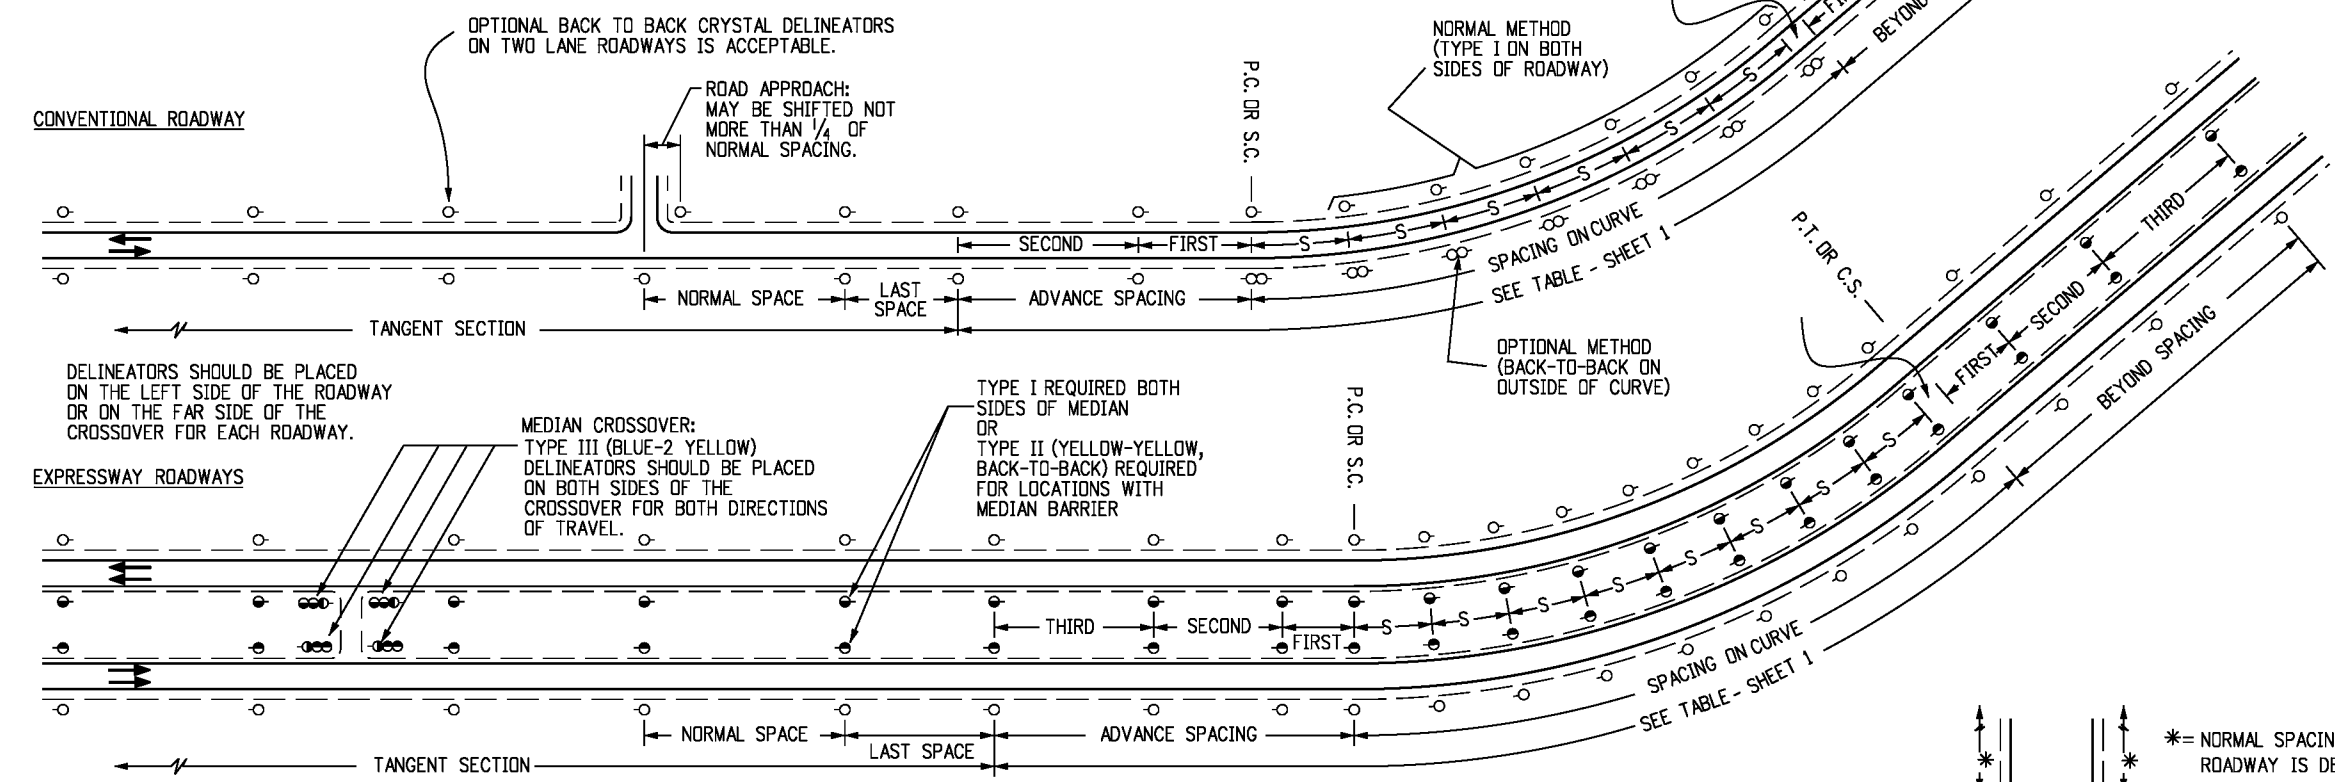 OPTIONAL BACK TO BACK CRYSTAL DELINEATORS
ON TWO LANE ROADWAYS IS ACCEPTABLE.
CONVENTIONAL ROADWAY
ROAD APPROACH:
MAY BE SHIFTED NOT
MORE THAN 1/4 OF
NORMAL SPACING.
P.C. OR S.C.
NORMAL METHOD
(TYPE I ON BOTH
SIDES OF ROADWAY)
BEYOND
SECOND
FIRST
S
S
S
S
S
S
NORMAL SPACE
LAST
SPACE
ADVANCE SPACING
SPACING ON CURVE
SEE TABLE - SHEET 1
TANGENT SECTION
OPTIONAL METHOD
(BACK-TO-BACK ON
OUTSIDE OF CURVE)
DELINEATORS SHOULD BE PLACED
ON THE LEFT SIDE OF THE ROADWAY
OR ON THE FAR SIDE OF THE
CROSSOVER FOR EACH ROADWAY.
EXPRESSWAY ROADWAYS
MEDIAN CROSSOVER:
TYPE III (BLUE-2 YELLOW)
DELINEATORS SHOULD BE PLACED
ON BOTH SIDES OF THE
CROSSOVER FOR BOTH DIRECTIONS
OF TRAVEL.
TYPE I REQUIRED BOTH
SIDES OF MEDIAN
OR
TYPE II (YELLOW-YELLOW,
BACK-TO-BACK) REQUIRED
FOR LOCATIONS WITH
MEDIAN BARRIER
P.C. OR S.C.
P.T. OR C.S.
THIRD
SECOND
FIRST
BEYOND SPACING
THIRD
SECOND
FIRST
S
S
S
S
S
S
S
NORMAL SPACE
LAST SPACE
ADVANCE SPACING
SPACING ON CURVE
SEE TABLE - SHEET 1
TANGENT SECTION
* *
*= NORMAL SPACIN
ROADWAY IS DE